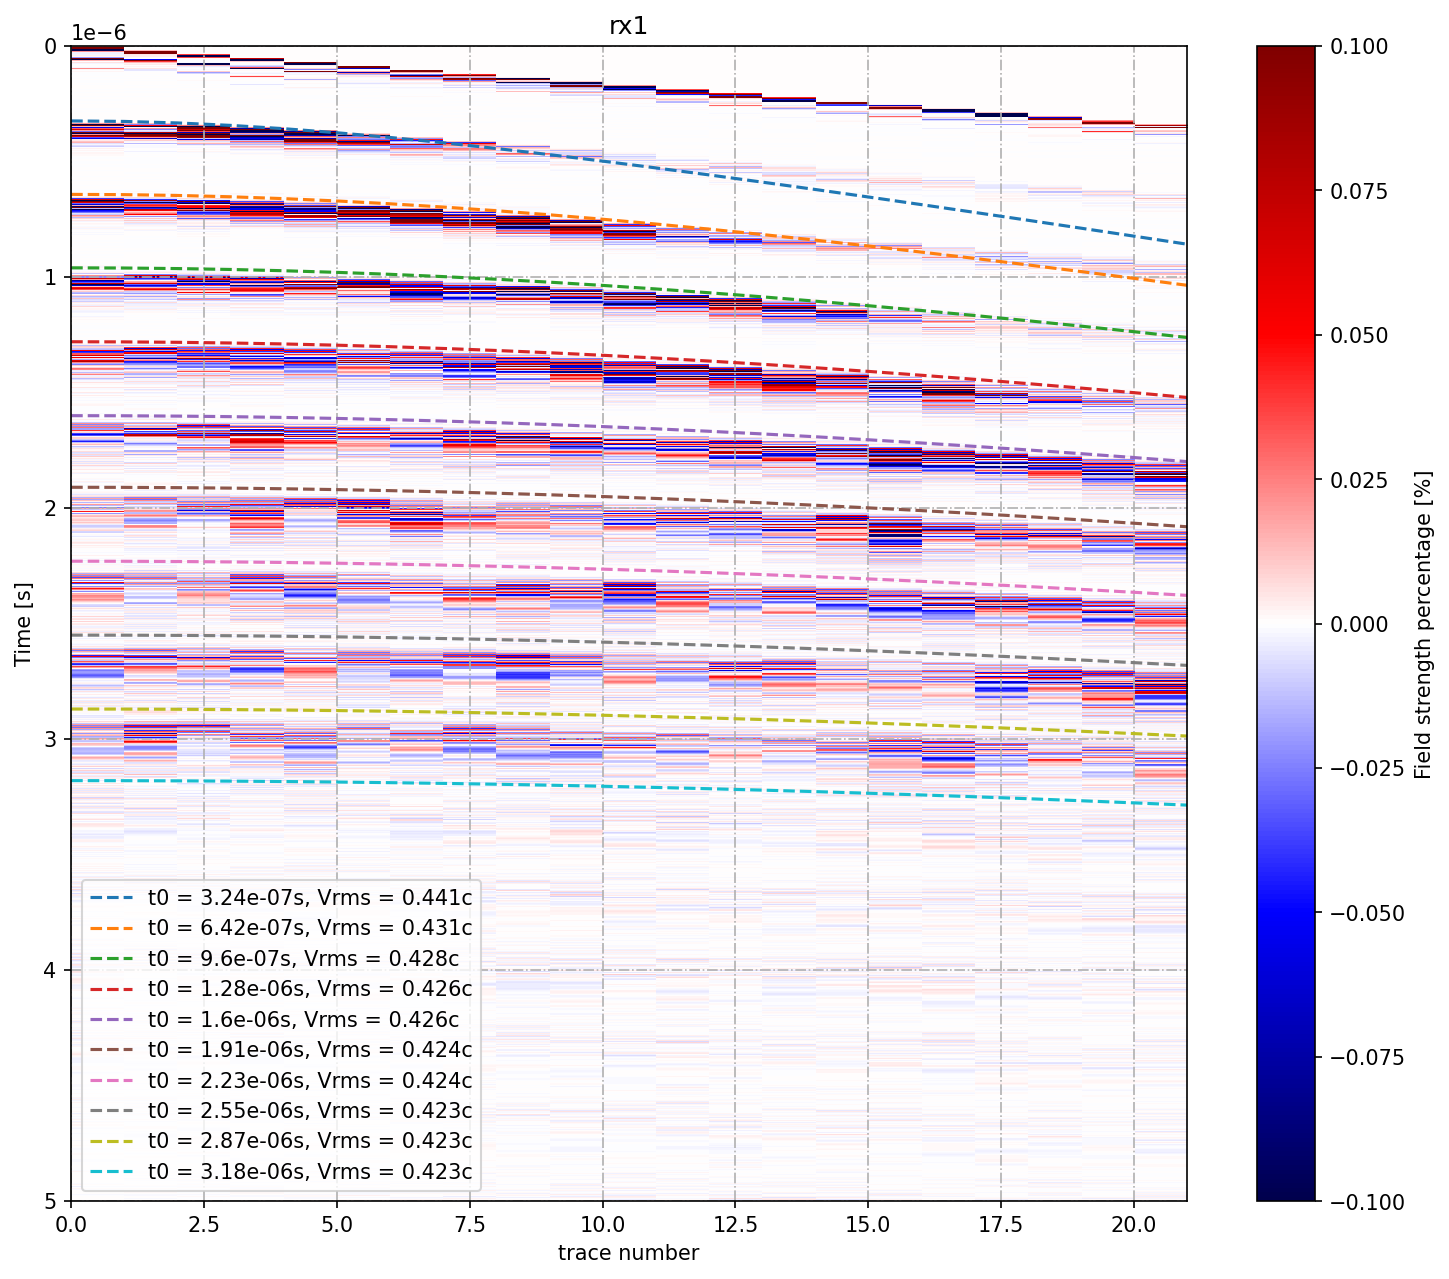 rx1
1e−6
0
1
2
3
4
5
Time [s]
t0 = 3.24e-07s, Vrms = 0.441c
t0 = 6.42e-07s, Vrms = 0.431c
t0 = 9.6e-07s, Vrms = 0.428c
t0 = 1.28e-06s, Vrms = 0.426c
t0 = 1.6e-06s, Vrms = 0.426c
t0 = 1.91e-06s, Vrms = 0.424c
t0 = 2.23e-06s, Vrms = 0.424c
t0 = 2.55e-06s, Vrms = 0.423c
t0 = 2.87e-06s, Vrms = 0.423c
t0 = 3.18e-06s, Vrms = 0.423c
0.0 2.5 5.0 7.5 10.0 12.5 15.0 17.5 20.0
trace number
0.100
0.075
0.050
0.025
0.000
−0.025
−0.050
−0.075
−0.100
Field strength percentage [%]